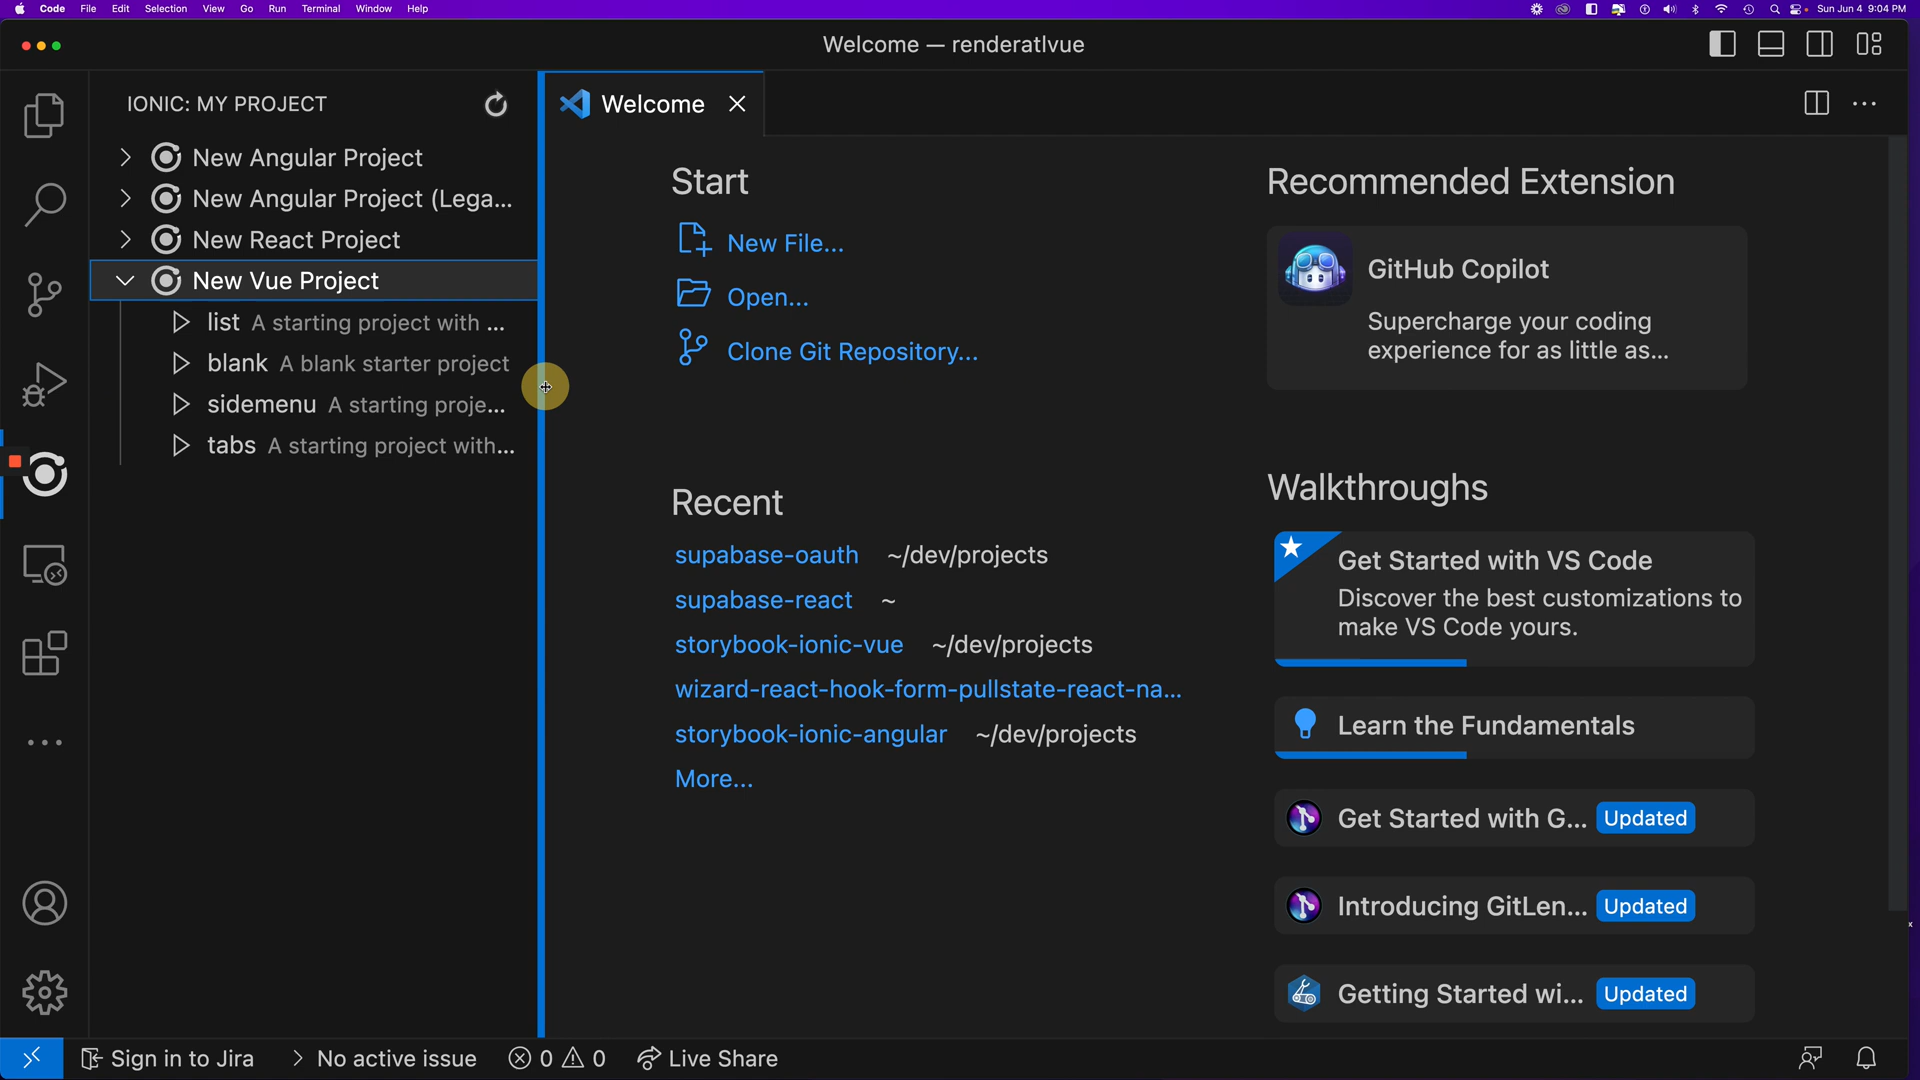 Code File Edit Selection View Go Run Terminal Window Help
Sun Jun 4 9:04 PM
Welcome — renderatlvue
IONIC: MY PROJECT
New Angular Project
New Angular Project (Lega...
New React Project
New Vue Project
list A starting project with ...
blank A blank starter project
sidemenu A starting proje...
tabs A starting project with...
Welcome
Start
New File...
Open...
Clone Git Repository...
Recent
supabase-oauth ~/dev/projects
supabase-react ~
storybook-ionic-vue ~/dev/projects
wizard-react-hook-form-pullstate-react-na...
storybook-ionic-angular ~/dev/projects
More...
Recommended Extension
GitHub Copilot
Supercharge your coding
experience for as little as...
Walkthroughs
Get Started with VS Code
Discover the best customizations to
make VS Code yours.
Learn the Fundamentals
Get Started with G... Updated
Introducing GitLen... Updated
Getting Started wi... Updated
Sign in to Jira
No active issue
0 0
Live Share